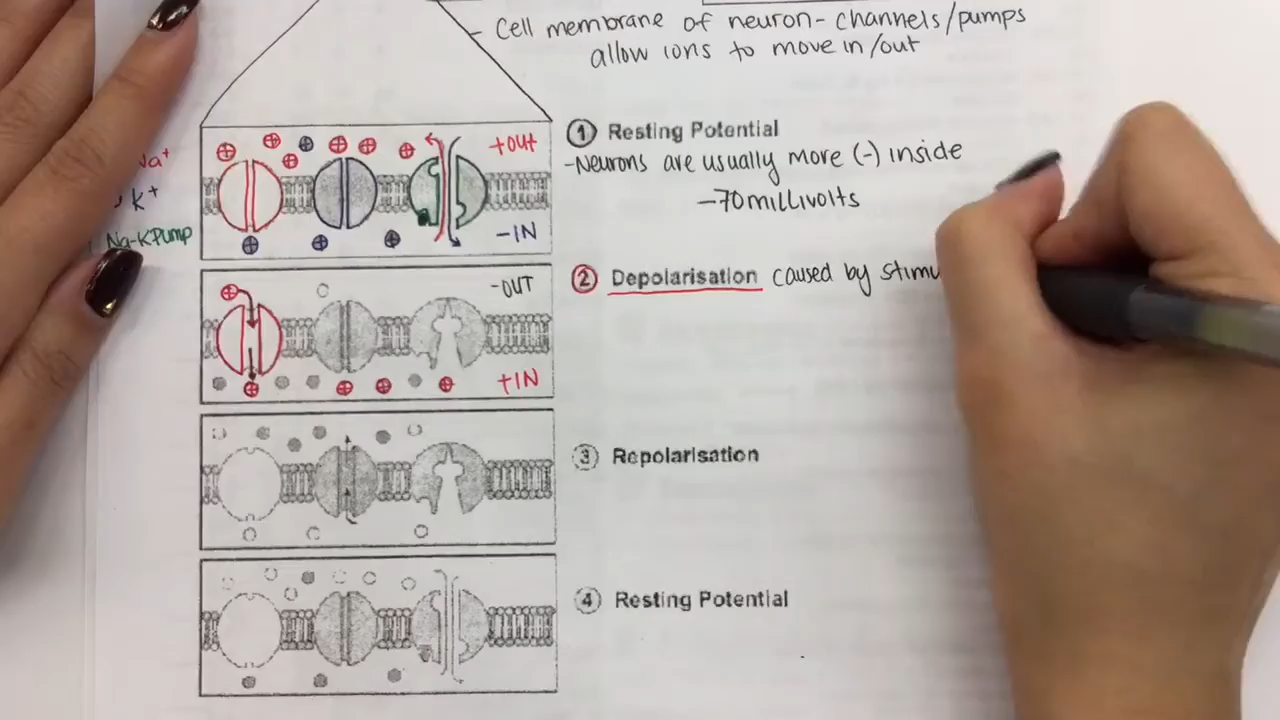 - Cell membrane of neuron - channels/pumps
allow ions to move in/out
Na+
K+
Na-K Pump
+OUT
-IN
① Resting Potential
-Neurons are usually more (-) inside
-70 millivolts
-OUT
+IN
② Depolarisation caused by stimu
③ Repolarisation
④ Resting Potential